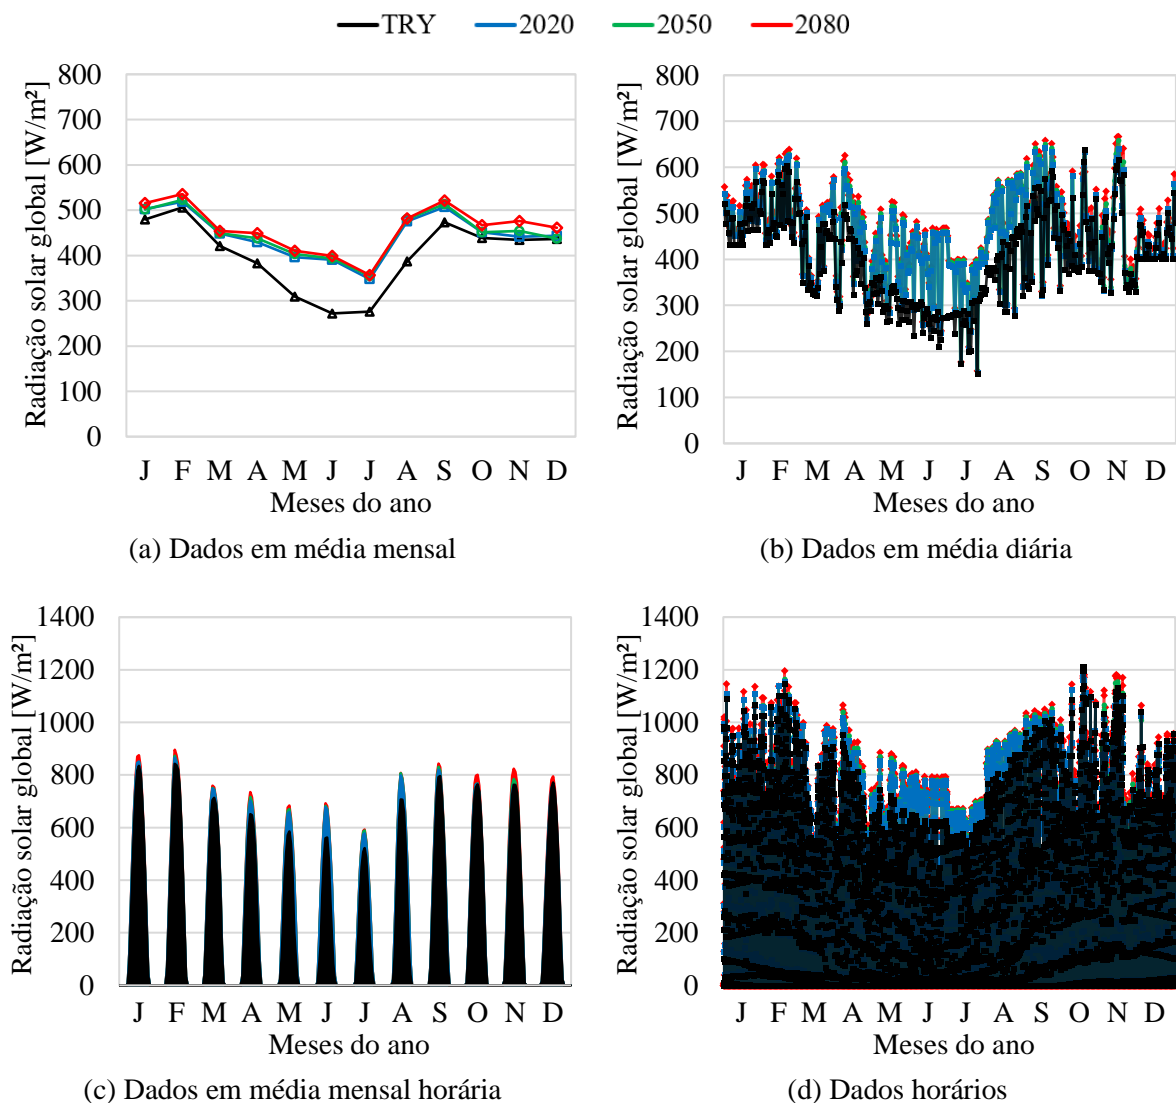 TRY 2020 2050 2080
Radiação solar global [W/m²]
800
700
600
500
400
300
200
100
0
J F M A M J J A S O N D
Meses do ano
(a) Dados em média mensal
Radiação solar global [W/m²]
800
700
600
500
400
300
200
100
0
J F M A M J J A S O N D
Meses do ano
(b) Dados em média diária
Radiação solar global [W/m²]
1400
1200
1000
800
600
400
200
0
J F M A M J J A S O N D
Meses do ano
(c) Dados em média mensal horária
Radiação solar global [W/m²]
1400
1200
1000
800
600
400
200
0
J F M A M J J A S O N D
Meses do ano
(d) Dados horários